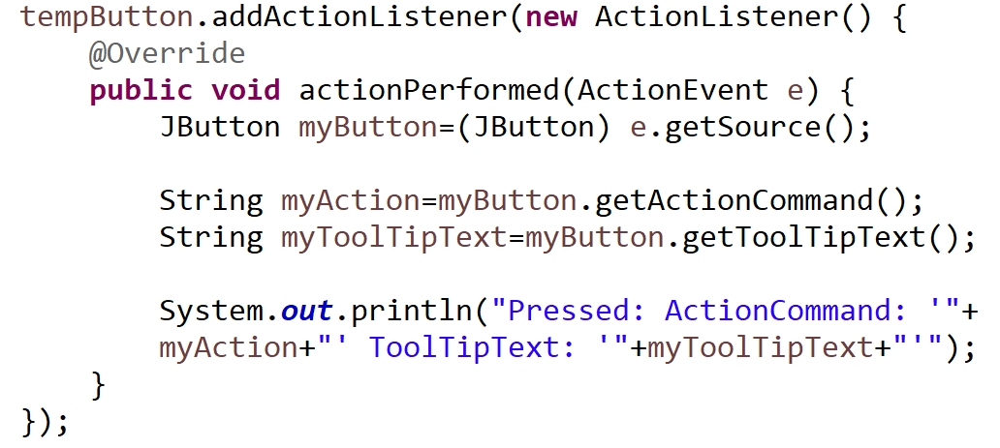 tempButton.addActionListener(new ActionListener() {
    @Override
    public void actionPerformed(ActionEvent e) {
        JButton myButton=(JButton) e.getSource();

        String myAction=myButton.getActionCommand();
        String myToolTipText=myButton.getToolTipText();

        System.out.println("Pressed: ActionCommand: '"+
        myAction+"' ToolTipText: '"+myToolTipText+"'");
    }
});